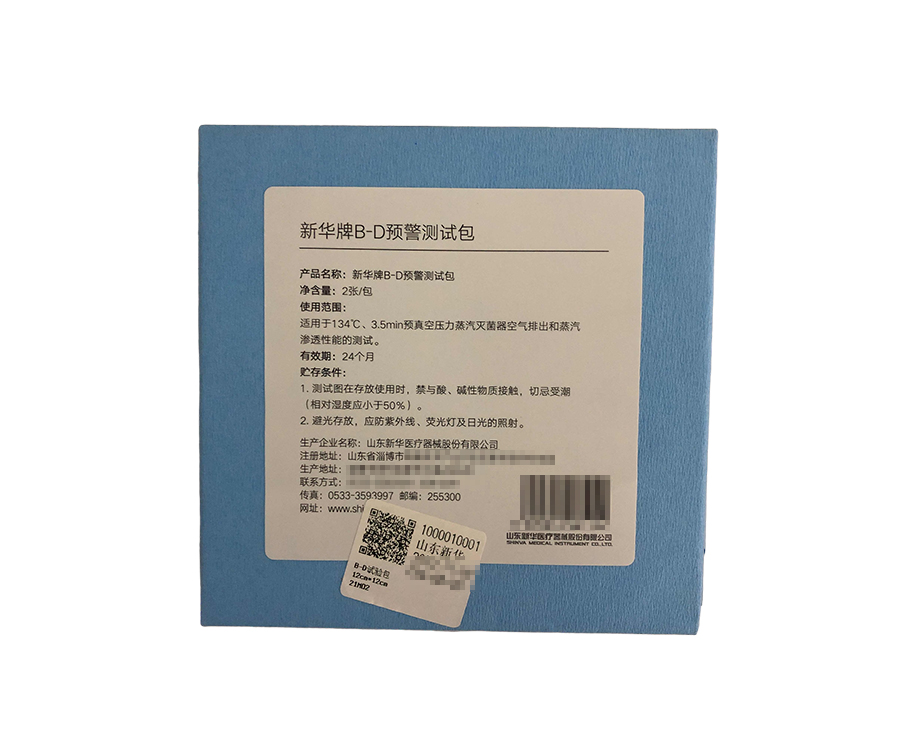 新华牌B-D预警测试包
产品名称：新华牌B-D预警测试包
净含量：2张/包
使用范围：
适用于134℃、3.5min预真空压力蒸汽灭菌器空气排出和蒸汽
渗透性能的测试。
有效期：24个月
贮存条件：
1. 测试图在存放使用时，禁与酸、碱性物质接触，切忌受潮
（相对湿度应小于50%）。
2. 避光存放，应防紫外线、荧光灯及日光的照射。
生产企业名称：山东新华医疗器械股份有限公司
注册地址：山东省淄博市
生产地址：
联系方式：
传真：0533-3593997 邮编：255300
网址：www.shi
山东新华医疗器械股份有限公司
SHINVA MEDICAL INSTRUMENT CO.,LTD.
1000010001
山东新华
B-D试验包
12cm*12cm
21M02